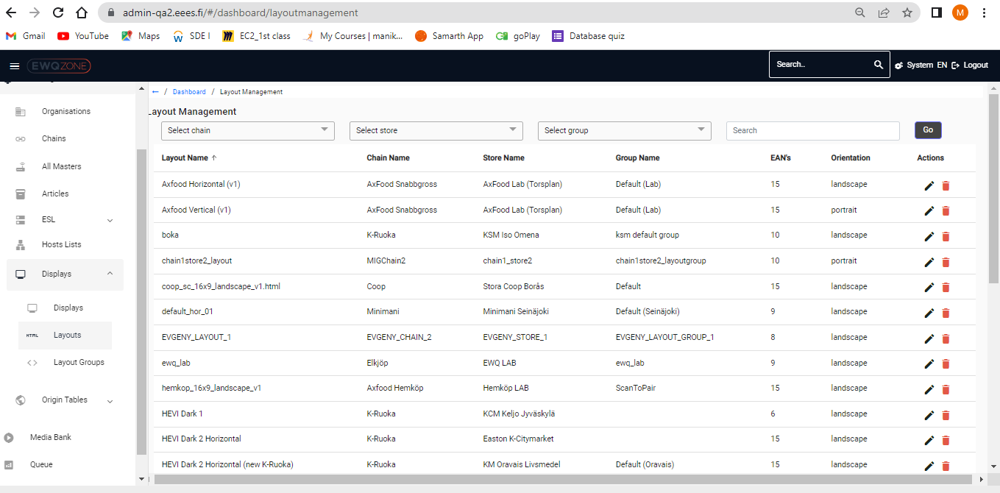 admin-qa2.eees.fi/#/dashboard/layoutmanagement
M
Gmail YouTube Maps SDE I EC2_1st class My Courses | manik... Samarth App goPlay Database quiz
EWQZONE Search.. System EN Logout
← / Dashboard / Layout Management
Layout Management
Select chain Select store Select group Search Go
Organisations
Chains
All Masters
Articles
ESL
Hosts Lists
Displays
Displays
HTML Layouts
Layout Groups
Origin Tables
Media Bank
Queue
Layout Name ↑ Chain Name Store Name Group Name EAN's Orientation Actions
Axfood Horizontal (v1) AxFood Snabbgross AxFood Lab (Torsplan) Default (Lab) 15 landscape
Axfood Vertical (v1) AxFood Snabbgross AxFood Lab (Torsplan) Default (Lab) 15 portrait
boka K-Ruoka KSM Iso Omena ksm default group 10 landscape
chain1store2_layout MIGChain2 chain1_store2 chain1store2_layoutgroup 10 portrait
coop_sc_16x9_landscape_v1.html Coop Stora Coop Borås Default 15 landscape
default_hor_01 Minimani Minimani Seinäjoki Default (Seinäjoki) 9 landscape
EVGENY_LAYOUT_1 EVGENY_CHAIN_2 EVGENY_STORE_1 EVGENY_LAYOUT_GROUP_1 8 landscape
ewq_lab Elkjöp EWQ LAB ewq_lab 9 landscape
hemkop_16x9_landscape_v1 Axfood Hemköp Hemköp LAB ScanToPair 15 landscape
HEVI Dark 1 K-Ruoka KCM Keljo Jyväskylä 6 landscape
HEVI Dark 2 Horizontal K-Ruoka Easton K-Citymarket 15 landscape
HEVI Dark 2 Horizontal (new K-Ruoka) K-Ruoka KM Oravais Livsmedel Default (Oravais) 15 landscape